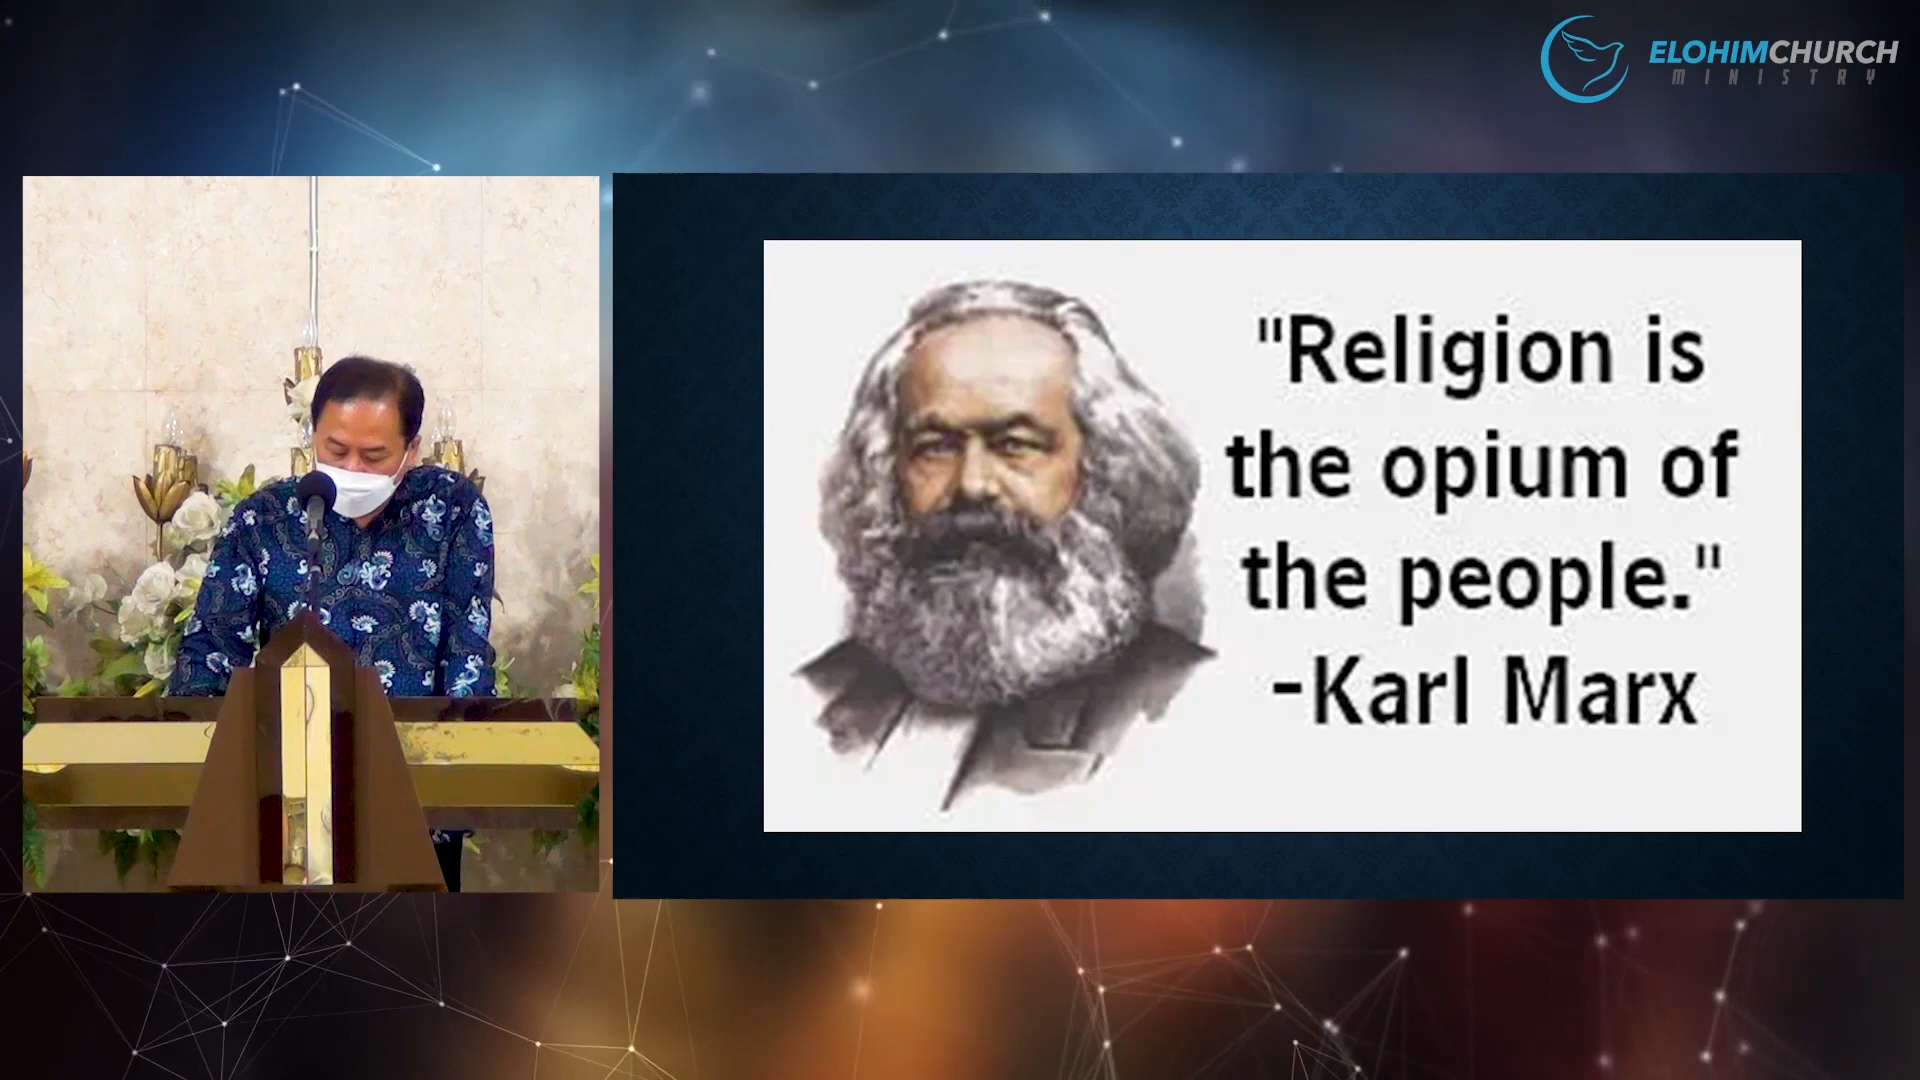 ELOHIMCHURCH
MINISTRY
"Religion is
the opium of
the people."
-Karl Marx